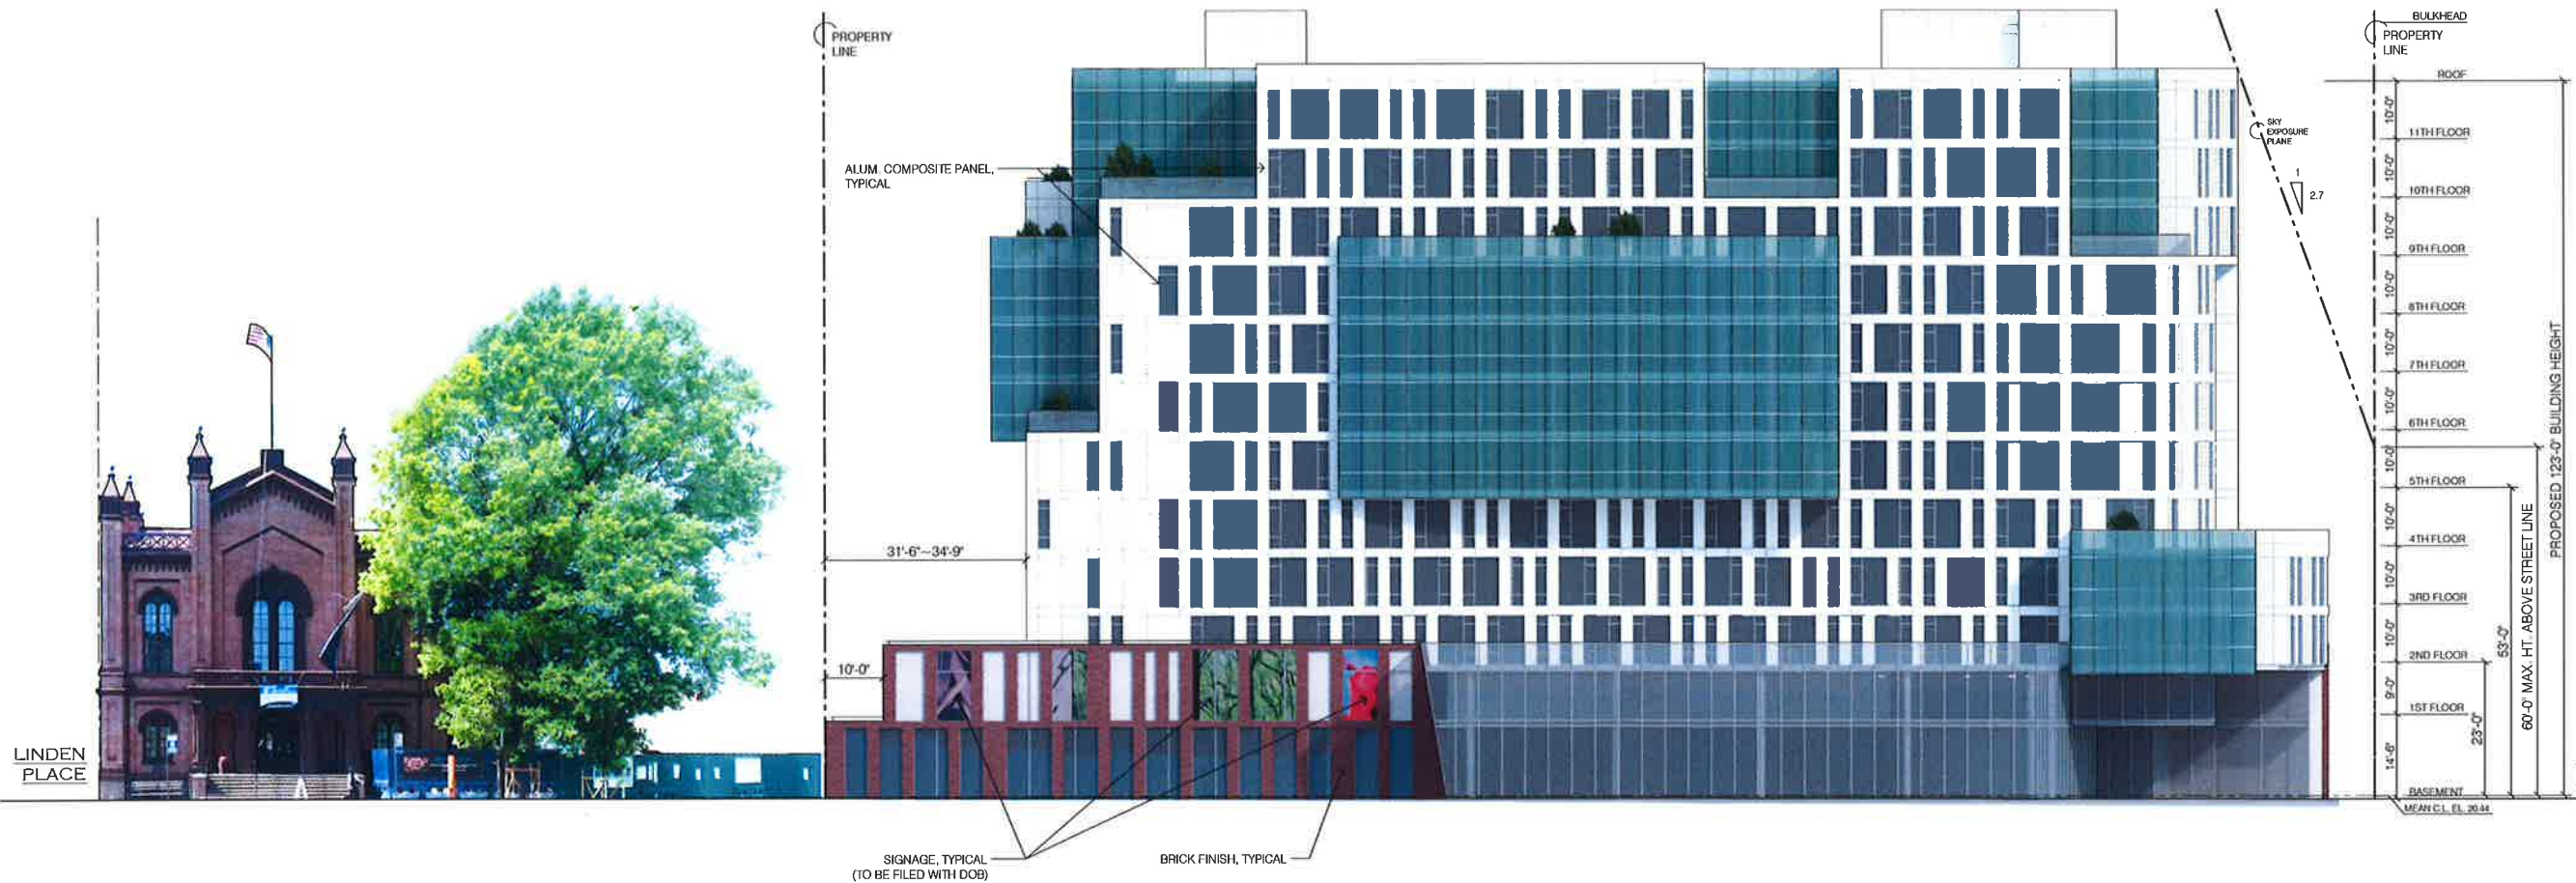 PROPERTY
LINE
BULKHEAD
PROPERTY
LINE
ROOF
10'-0"
11TH FLOOR
SKY
EXPOSURE
PLANE
10'-0"
1
2.7
ALUM. COMPOSITE PANEL,
TYPICAL
10TH FLOOR
10'-0"
9TH FLOOR
10'-0"
8TH FLOOR
10'-0"
7TH FLOOR
10'-0"
6TH FLOOR
10'-0"
5TH FLOOR
10'-0"
4TH FLOOR
10'-0"
3RD FLOOR
10'-0"
2ND FLOOR
9'-0"
1ST FLOOR
14'-6"
BASEMENT
MEAN C.L. EL. 20.44
23'-0"
53'-0"
60'-0" MAX. HT. ABOVE STREET LINE
PROPOSED 123'-0" BUILDING HEIGHT
31'-6"~34'-9"
10'-0"
LINDEN
PLACE
SIGNAGE, TYPICAL
(TO BE FILED WITH DOB)
BRICK FINISH, TYPICAL